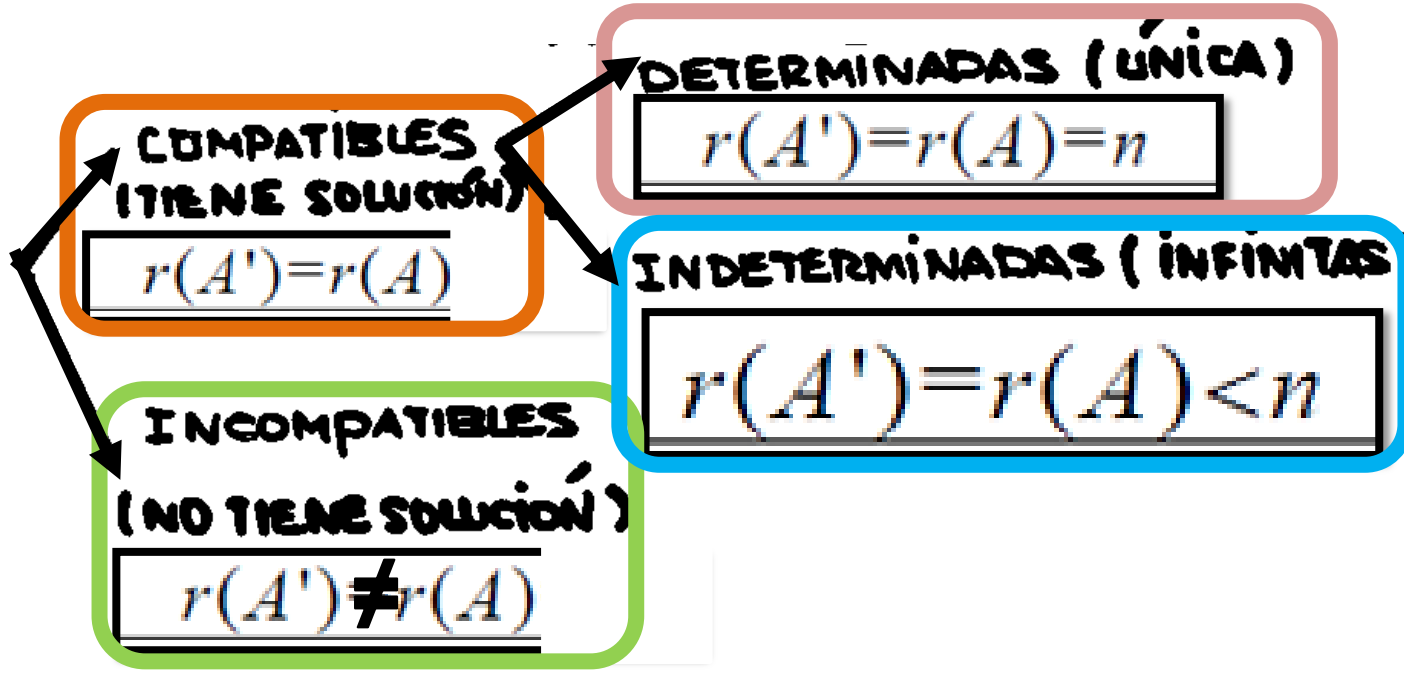 COMPATIBLES
(TIENE SOLUCIÓN)
r(A')=r(A)
DETERMINADAS (ÚNICA)
r(A')=r(A)=n
INDETERMINADAS (INFINITAS
r(A')=r(A)<n
INCOMPATIBLES
(NO TIENE SOLUCIÓN)
r(A')≠r(A)